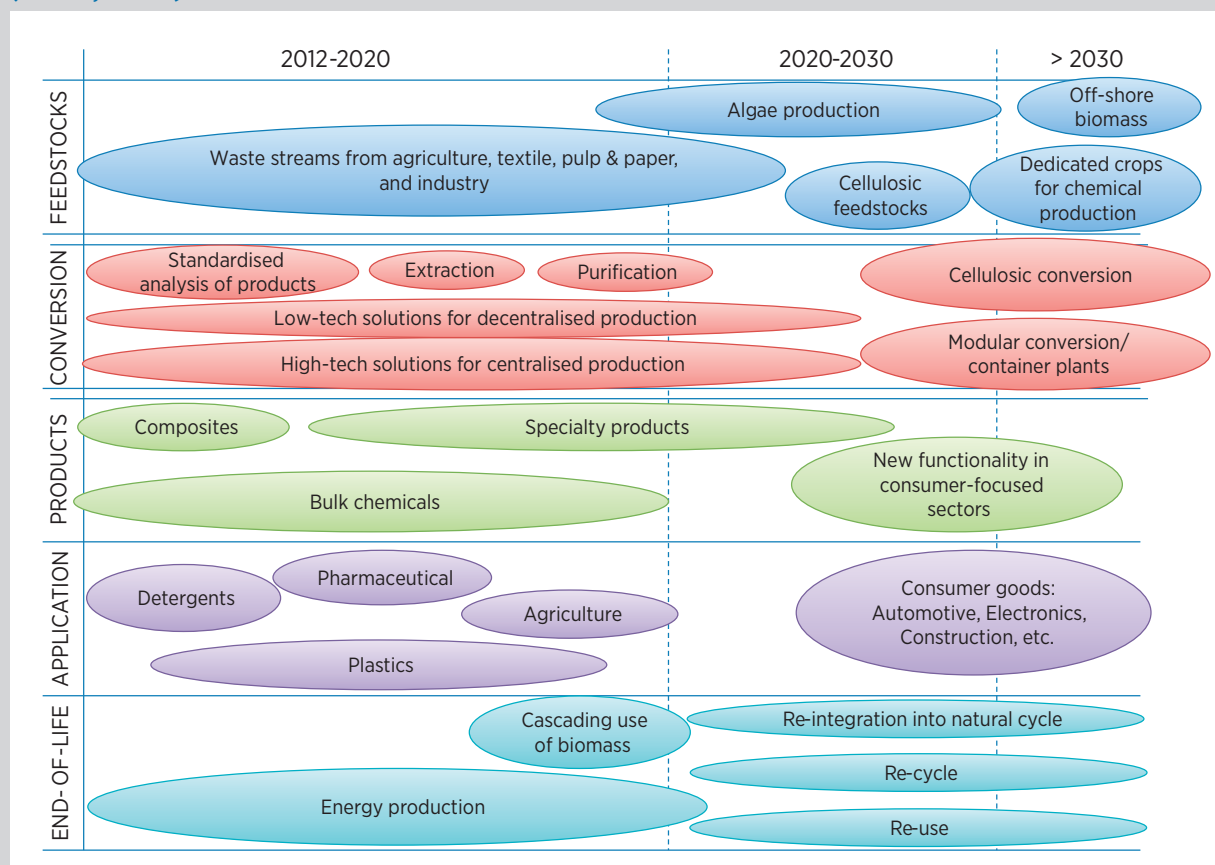 2012-2020
2020-2030
> 2030
FEEDSTOCKS
Algae production
Off-shore
biomass
Waste streams from agriculture, textile, pulp & paper,
and industry
Cellulosic
feedstocks
Dedicated crops
for chemical
production
CONVERSION
Standardised
analysis of products
Extraction
Purification
Cellulosic conversion
Low-tech solutions for decentralised production
High-tech solutions for centralised production
Modular conversion/
container plants
PRODUCTS
Composites
Specialty products
Bulk chemicals
New functionality in
consumer-focused
sectors
APPLICATION
Detergents
Pharmaceutical
Agriculture
Plastics
Consumer goods:
Automotive, Electronics,
Construction, etc.
END- OF-LIFE
Cascading use
of biomass
Re-integration into natural cycle
Re-cycle
Energy production
Re-use